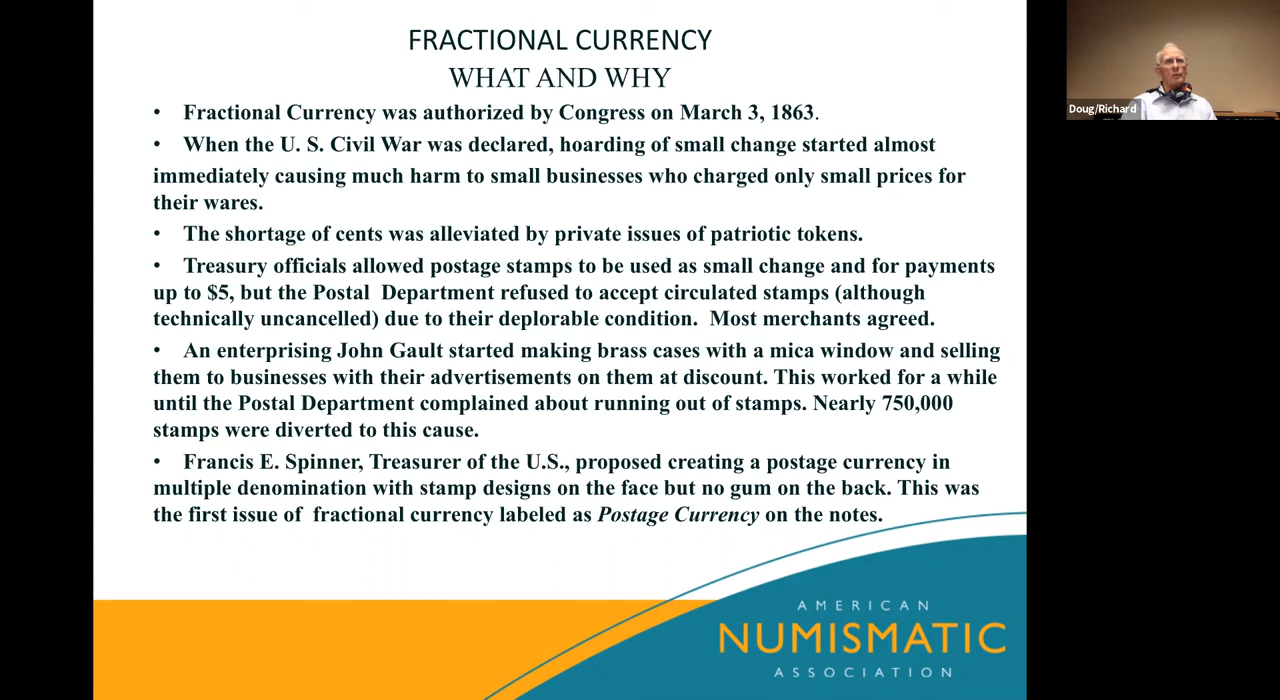 FRACTIONAL CURRENCY
WHAT AND WHY
• Fractional Currency was authorized by Congress on March 3, 1863.
• When the U. S. Civil War was declared, hoarding of small change started almost
immediately causing much harm to small businesses who charged only small prices for
their wares.
• The shortage of cents was alleviated by private issues of patriotic tokens.
• Treasury officials allowed postage stamps to be used as small change and for payments
up to $5, but the Postal Department refused to accept circulated stamps (although
technically uncancelled) due to their deplorable condition. Most merchants agreed.
• An enterprising John Gault started making brass cases with a mica window and selling
them to businesses with their advertisements on them at discount. This worked for a while
until the Postal Department complained about running out of stamps. Nearly 750,000
stamps were diverted to this cause.
• Francis E. Spinner, Treasurer of the U.S., proposed creating a postage currency in
multiple denomination with stamp designs on the face but no gum on the back. This was
the first issue of fractional currency labeled as Postage Currency on the notes.
AMERICAN
NUMISMATIC
ASSOCIATION
Doug/Richard